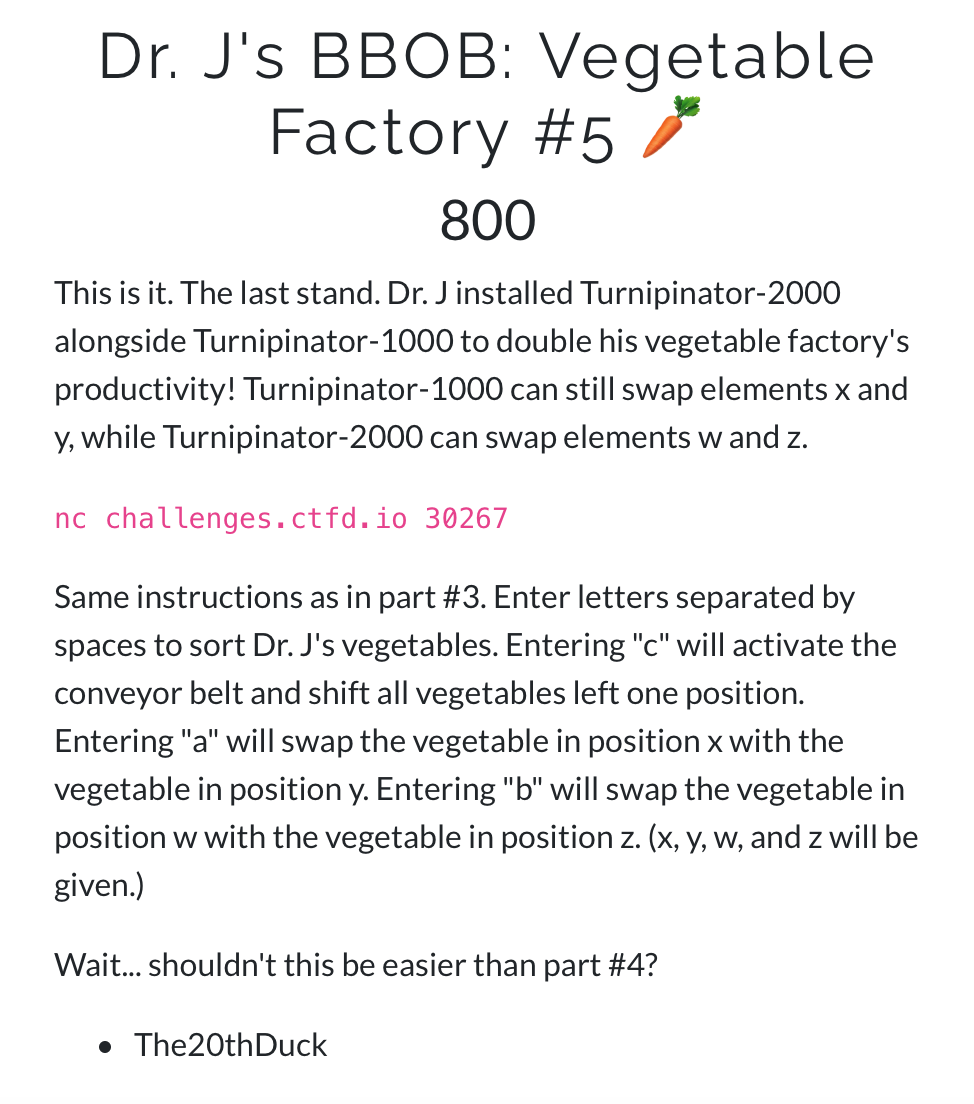 Dr. J's BBOB: Vegetable
Factory #5 🥕
800
This is it. The last stand. Dr. J installed Turnipinator-2000
alongside Turnipinator-1000 to double his vegetable factory's
productivity! Turnipinator-1000 can still swap elements x and
y, while Turnipinator-2000 can swap elements w and z.
nc challenges.ctfd.io 30267
Same instructions as in part #3. Enter letters separated by
spaces to sort Dr. J's vegetables. Entering "c" will activate the
conveyor belt and shift all vegetables left one position.
Entering "a" will swap the vegetable in position x with the
vegetable in position y. Entering "b" will swap the vegetable in
position w with the vegetable in position z. (x, y, w, and z will be
given.)
Wait... shouldn't this be easier than part #4?
• The20thDuck